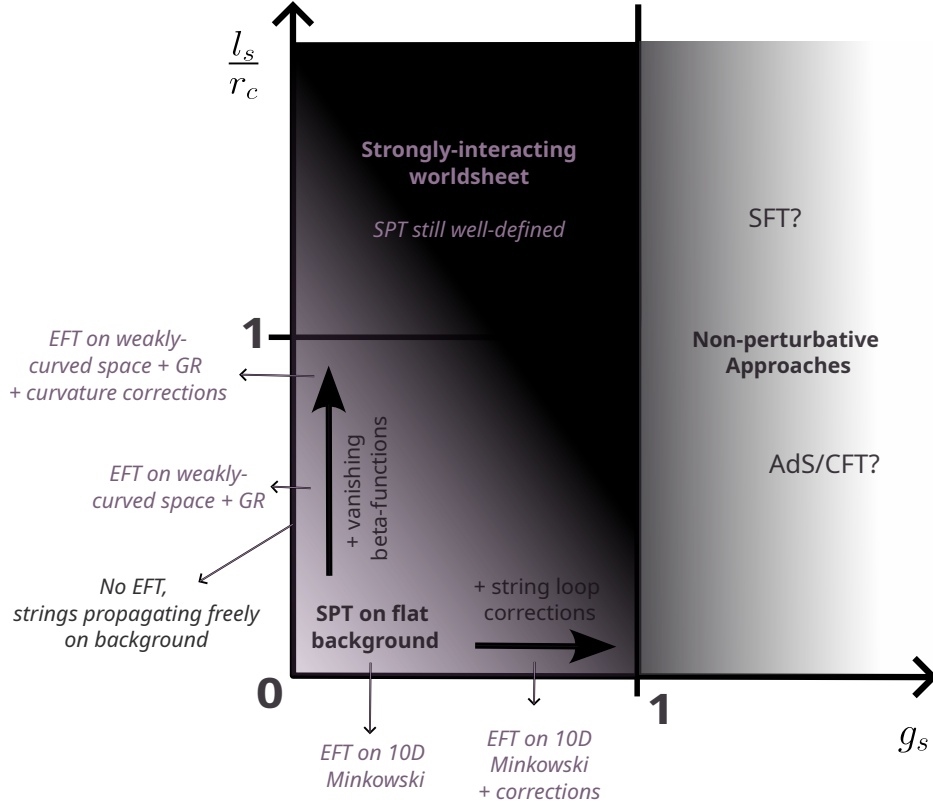 l_s
r_c
Strongly-interacting
worldsheet
SPT still well-defined
SFT?
1
EFT on weakly-
curved space + GR
+ curvature corrections
Non-perturbative
Approaches
+ vanishing
beta-functions
EFT on weakly-
curved space + GR
AdS/CFT?
No EFT,
strings propagating freely
on background
+ string loop
corrections
SPT on flat
background
0
1
g_s
EFT on 10D
Minkowski
EFT on 10D
Minkowski
+ corrections